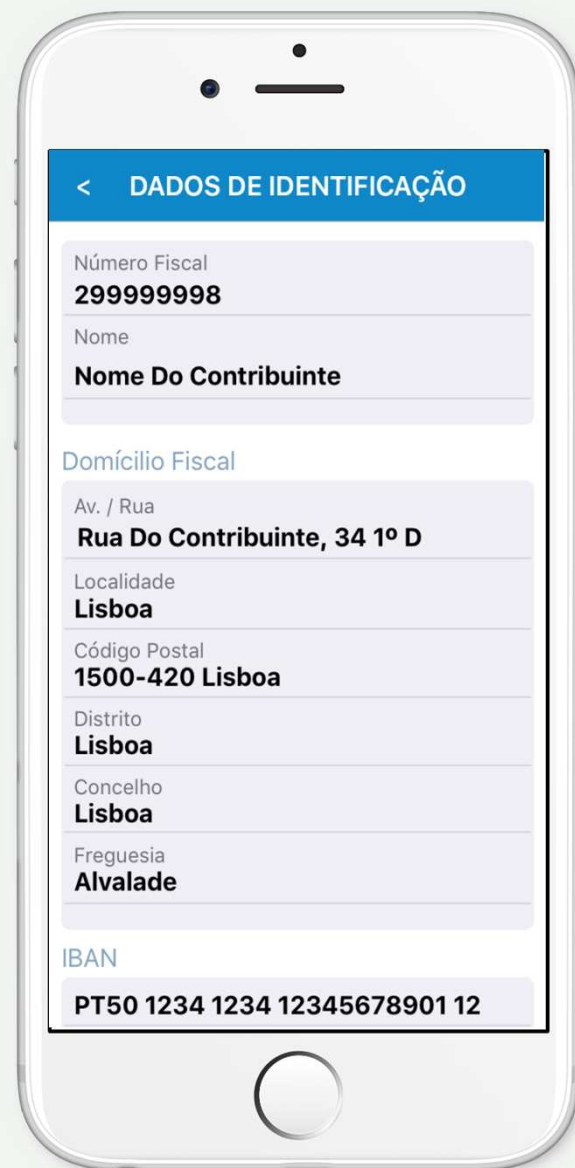 < DADOS DE IDENTIFICAÇÃO
Número Fiscal
299999998
Nome
Nome Do Contribuinte
Domícilio Fiscal
Av. / Rua
Rua Do Contribuinte, 34 1º D
Localidade
Lisboa
Código Postal
1500-420 Lisboa
Distrito
Lisboa
Concelho
Lisboa
Freguesia
Alvalade
IBAN
PT50 1234 1234 12345678901 12